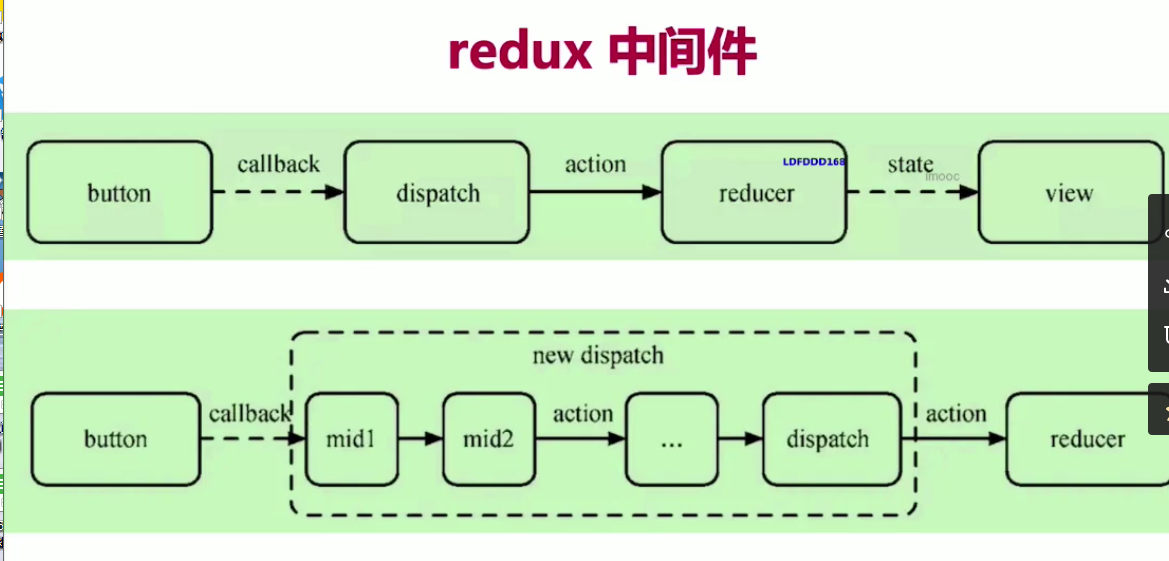 redux 中间件
button
callback
dispatch
action
reducer
LDFDDD168
state
imooc
view
new dispatch
button
callback
mid1
mid2
action
...
dispatch
action
reducer